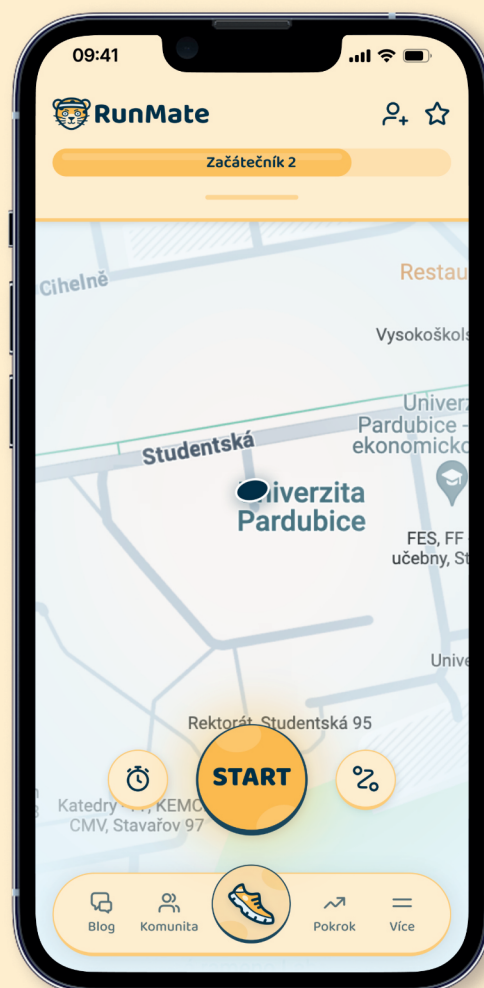 09:41
RunMate
Začátečník 2
Cihelně
Restau
Vysokoškols
Univerz
Pardubice -
ekonomicko
Studentská
niverzita
Pardubice
FES, FF -
učebny, St
Unive
Rektorát, Studentská 95
START
Katedry
KEMC
CMV, Stavařov 97
Blog
Komunita
Pokrok
Více